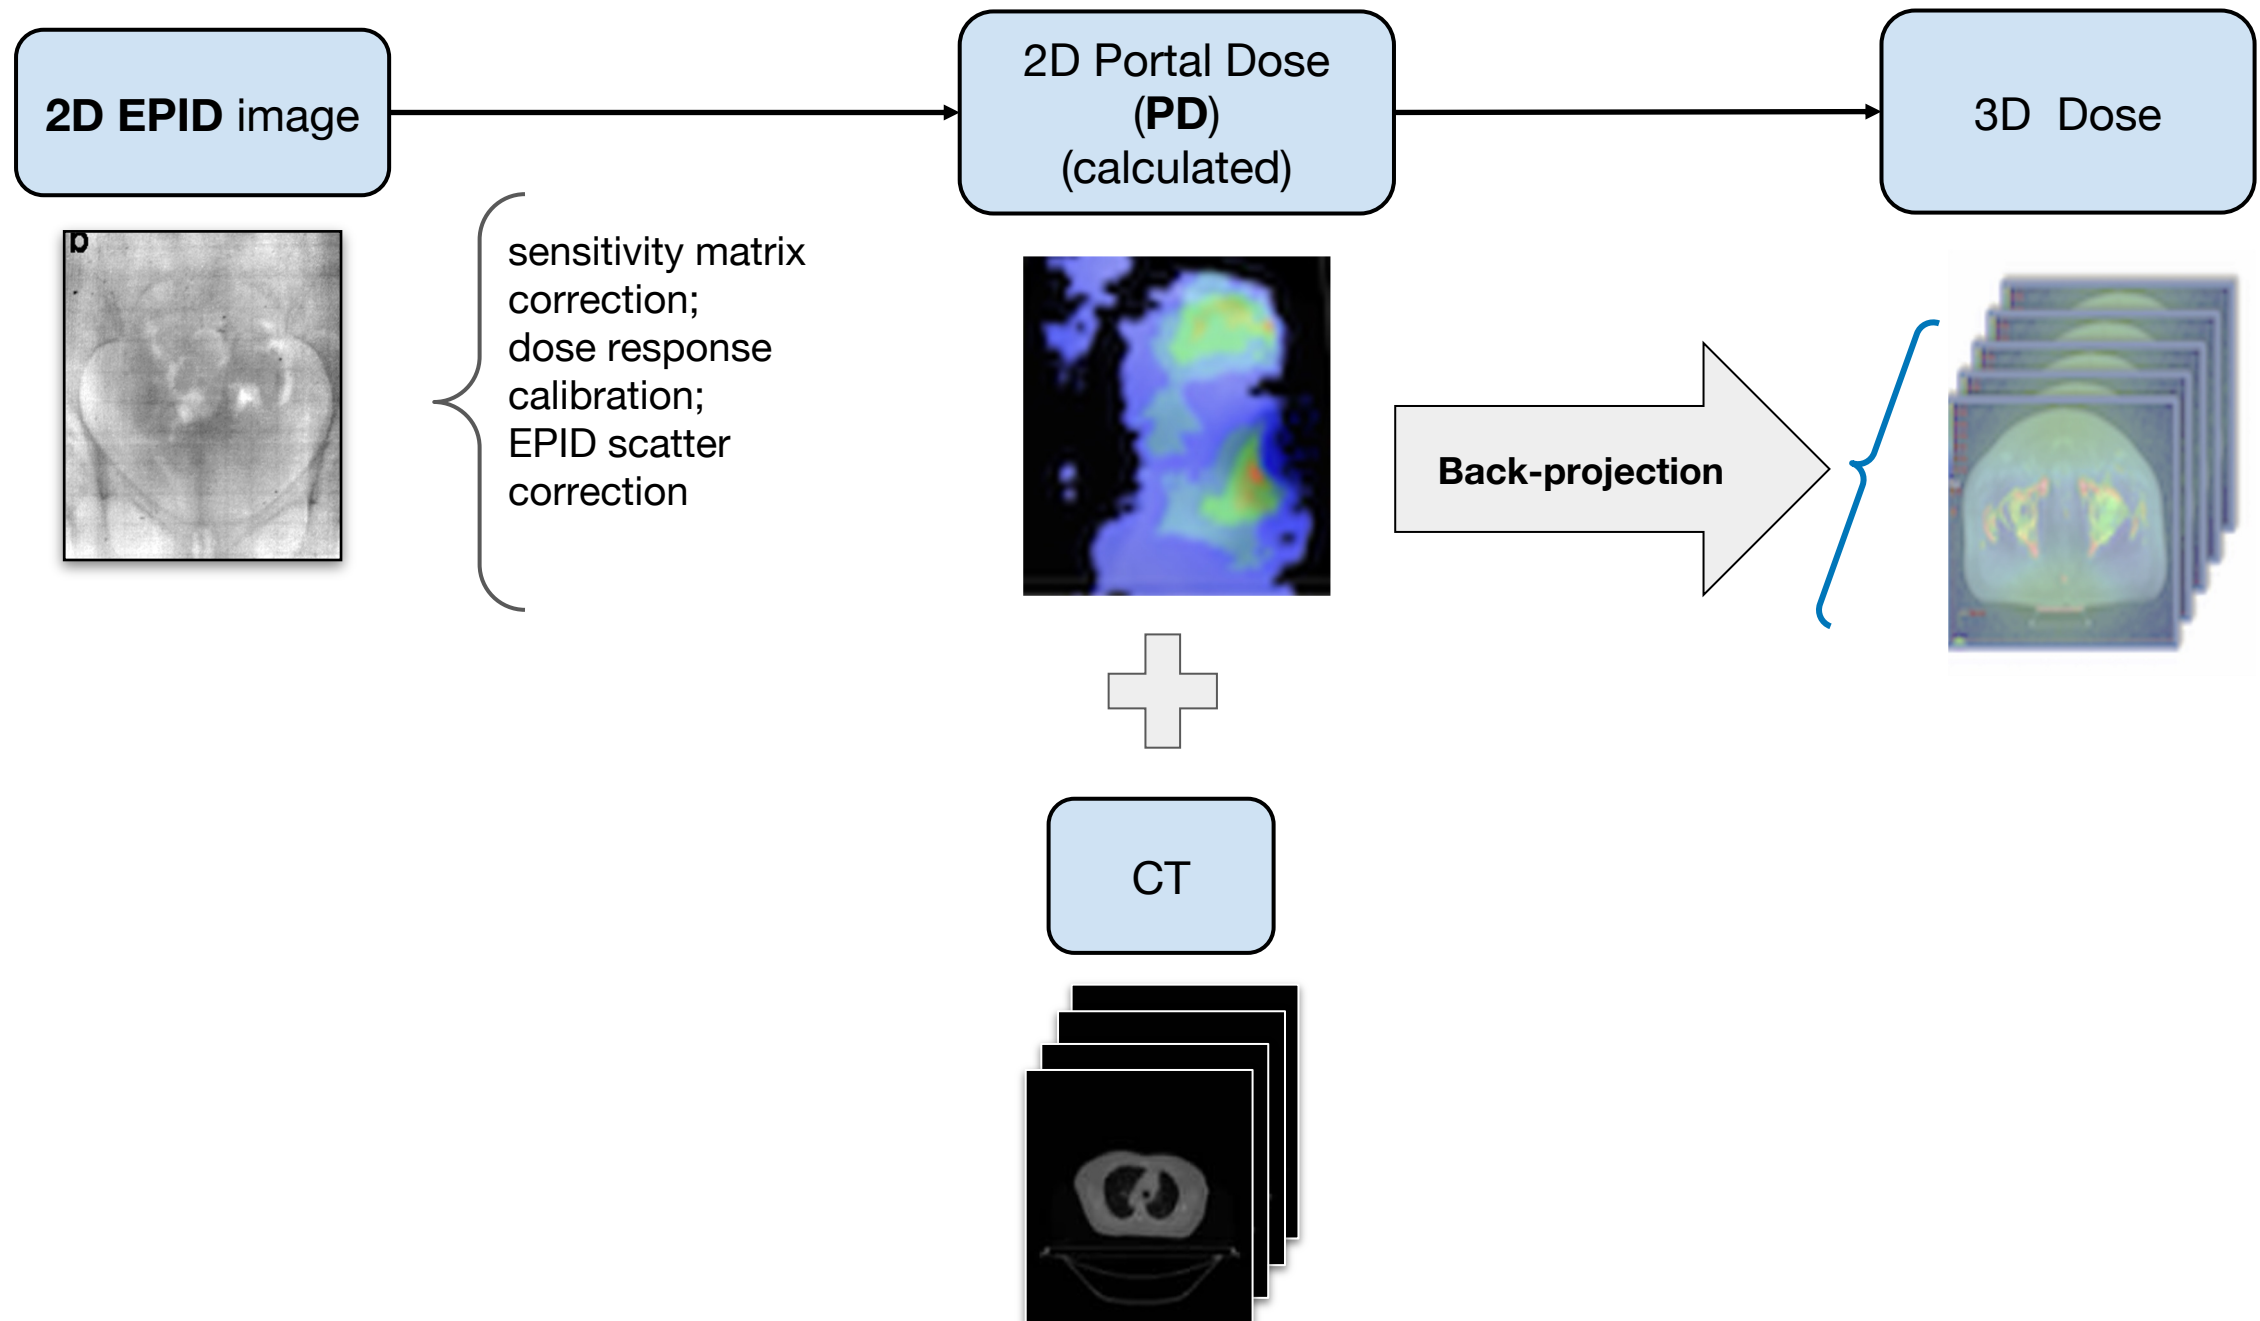 2D EPID image
2D Portal Dose
(PD)
(calculated)
3D Dose
b
sensitivity matrix
correction;
dose response
calibration;
EPID scatter
correction
Back-projection
CT